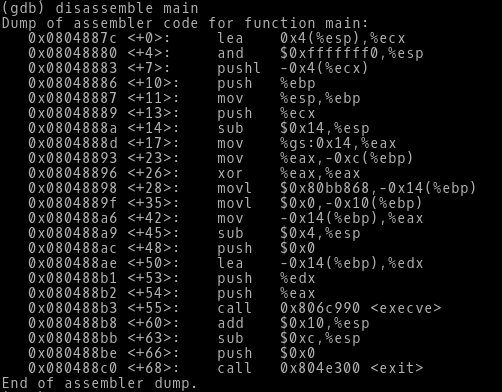 (gdb) disassemble main
Dump of assembler code for function main:
   0x0804887c <+0>:     lea    0x4(%esp),%ecx
   0x08048880 <+4>:     and    $0xfffffff0,%esp
   0x08048883 <+7>:     pushl  -0x4(%ecx)
   0x08048886 <+10>:    push   %ebp
   0x08048887 <+11>:    mov    %esp,%ebp
   0x08048889 <+13>:    push   %ecx
   0x0804888a <+14>:    sub    $0x14,%esp
   0x0804888d <+17>:    mov    %gs:0x14,%eax
   0x08048893 <+23>:    mov    %eax,-0xc(%ebp)
   0x08048896 <+26>:    xor    %eax,%eax
   0x08048898 <+28>:    movl   $0x80bb868,-0x14(%ebp)
   0x0804889f <+35>:    movl   $0x0,-0x10(%ebp)
   0x080488a6 <+42>:    mov    -0x14(%ebp),%eax
   0x080488a9 <+45>:    sub    $0x4,%esp
   0x080488ac <+48>:    push   $0x0
   0x080488ae <+50>:    lea    -0x14(%ebp),%edx
   0x080488b1 <+53>:    push   %edx
   0x080488b2 <+54>:    push   %eax
   0x080488b3 <+55>:    call   0x806c990 <execve>
   0x080488b8 <+60>:    add    $0x10,%esp
   0x080488bb <+63>:    sub    $0xc,%esp
   0x080488be <+66>:    push   $0x0
   0x080488c0 <+68>:    call   0x804e300 <exit>
End of assembler dump.